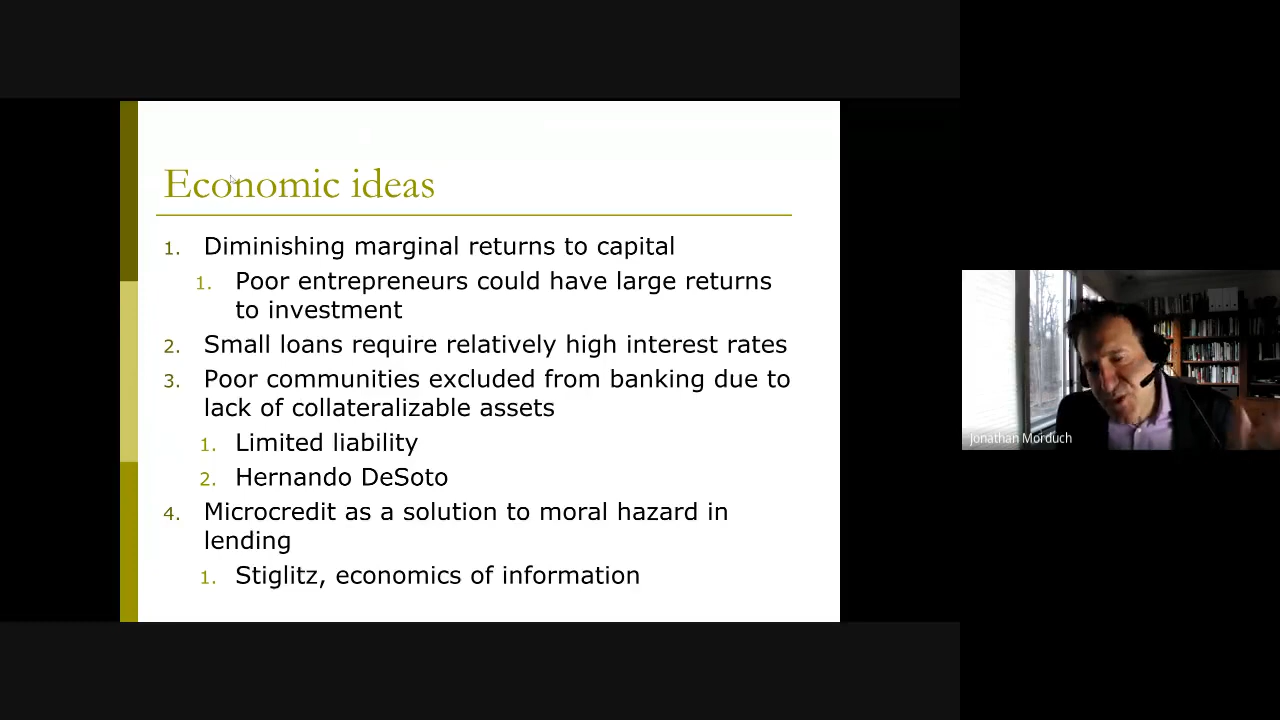 Economic ideas
1. Diminishing marginal returns to capital
1. Poor entrepreneurs could have large returns
to investment
2. Small loans require relatively high interest rates
3. Poor communities excluded from banking due to
lack of collateralizable assets
1. Limited liability
2. Hernando DeSoto
4. Microcredit as a solution to moral hazard in
lending
1. Stiglitz, economics of information
Jonathan Morduch